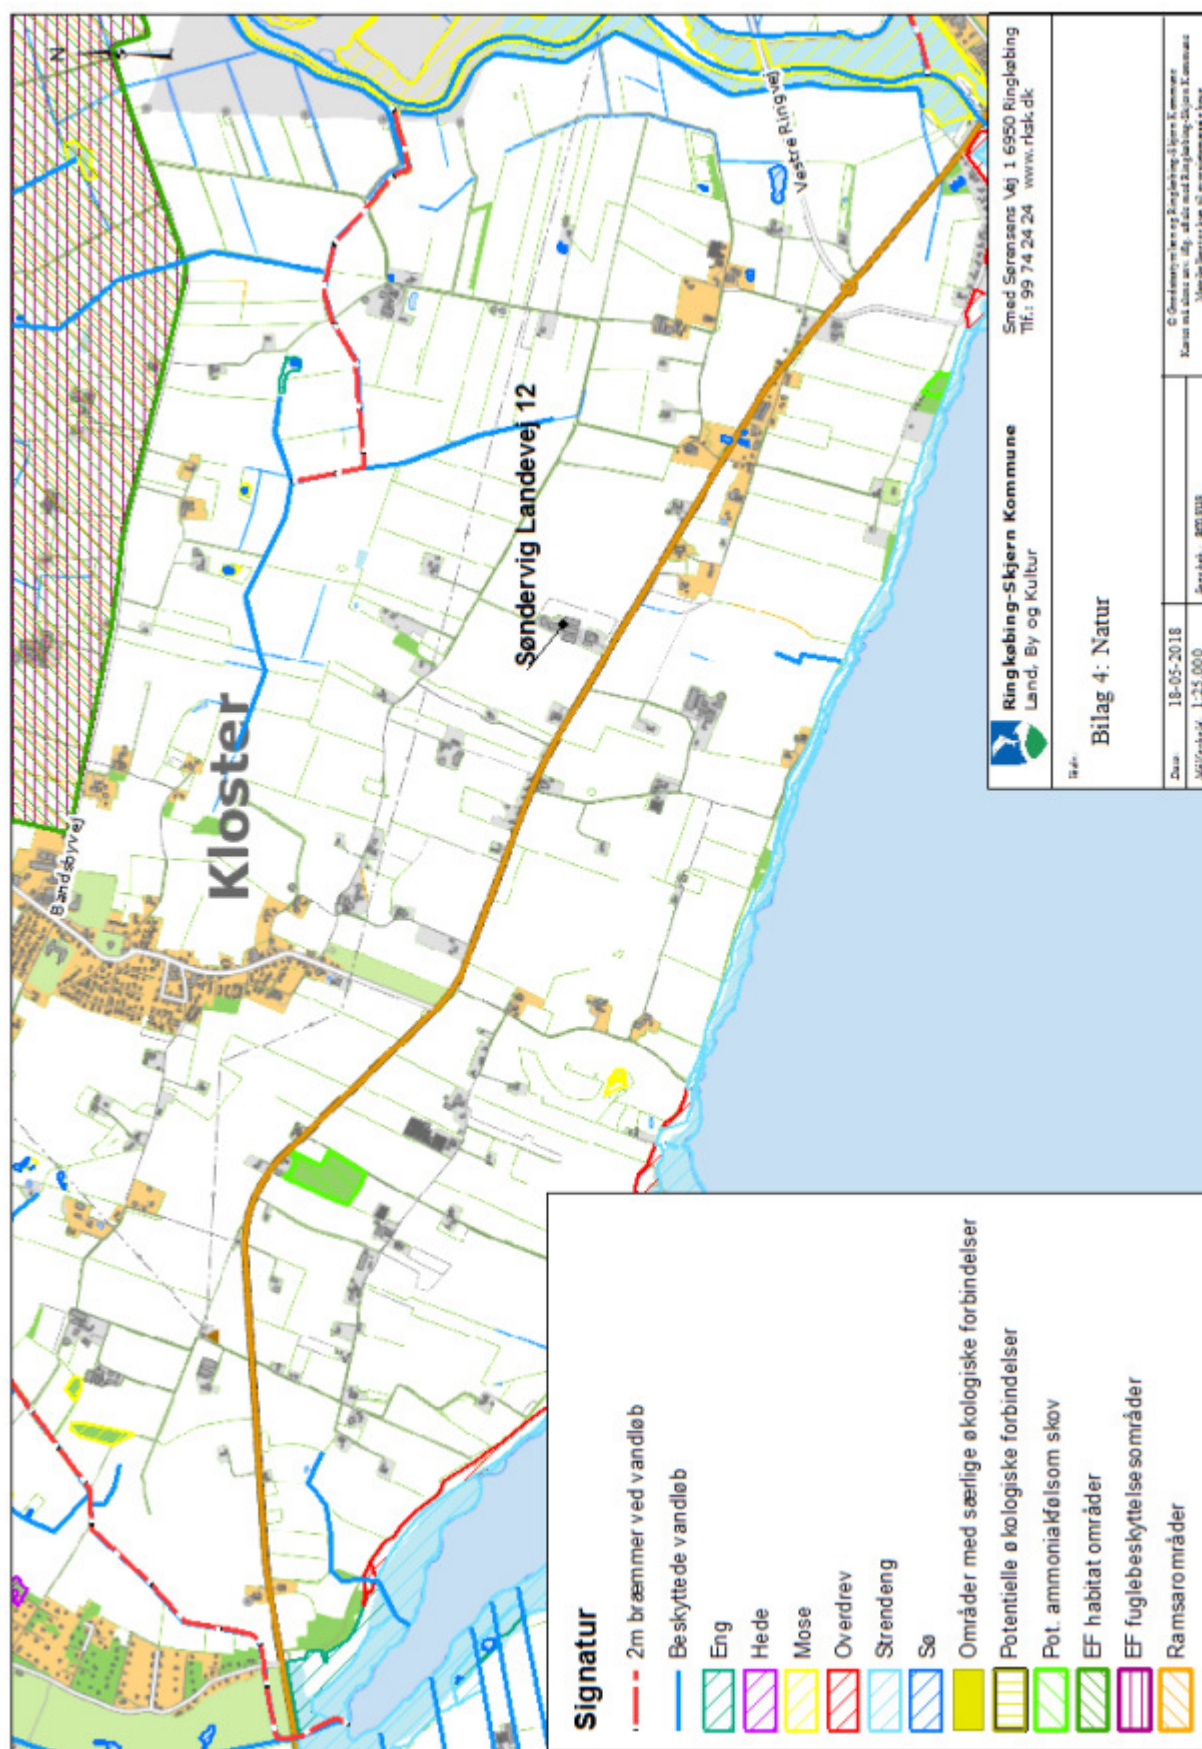 N
Bandsbyvej
Kloster
Søndervig Landevej 12
Vestre Ringvej
Signatur
2m bræmmer ved vandløb
Beskyttede vandløb
Eng
Hede
Mose
Overdrev
Strendeng
Sø
Områder med særlige økologiske forbindelser
Potentielle økologiske forbindelser
Pot. ammoniakfølsom skov
EF habitat områder
EF fuglebeskyttelsesområder
Ramsarområder
Ringkøbing-Skjern Kommune
Land, By og Kultur
Smed Sørensens Vej 1 6950 Ringkøbing
Tlf.: 99 74 24 24 www.rksk.dk
Bilag 4: Natur
Dato: 18-05-2018
1:25.000